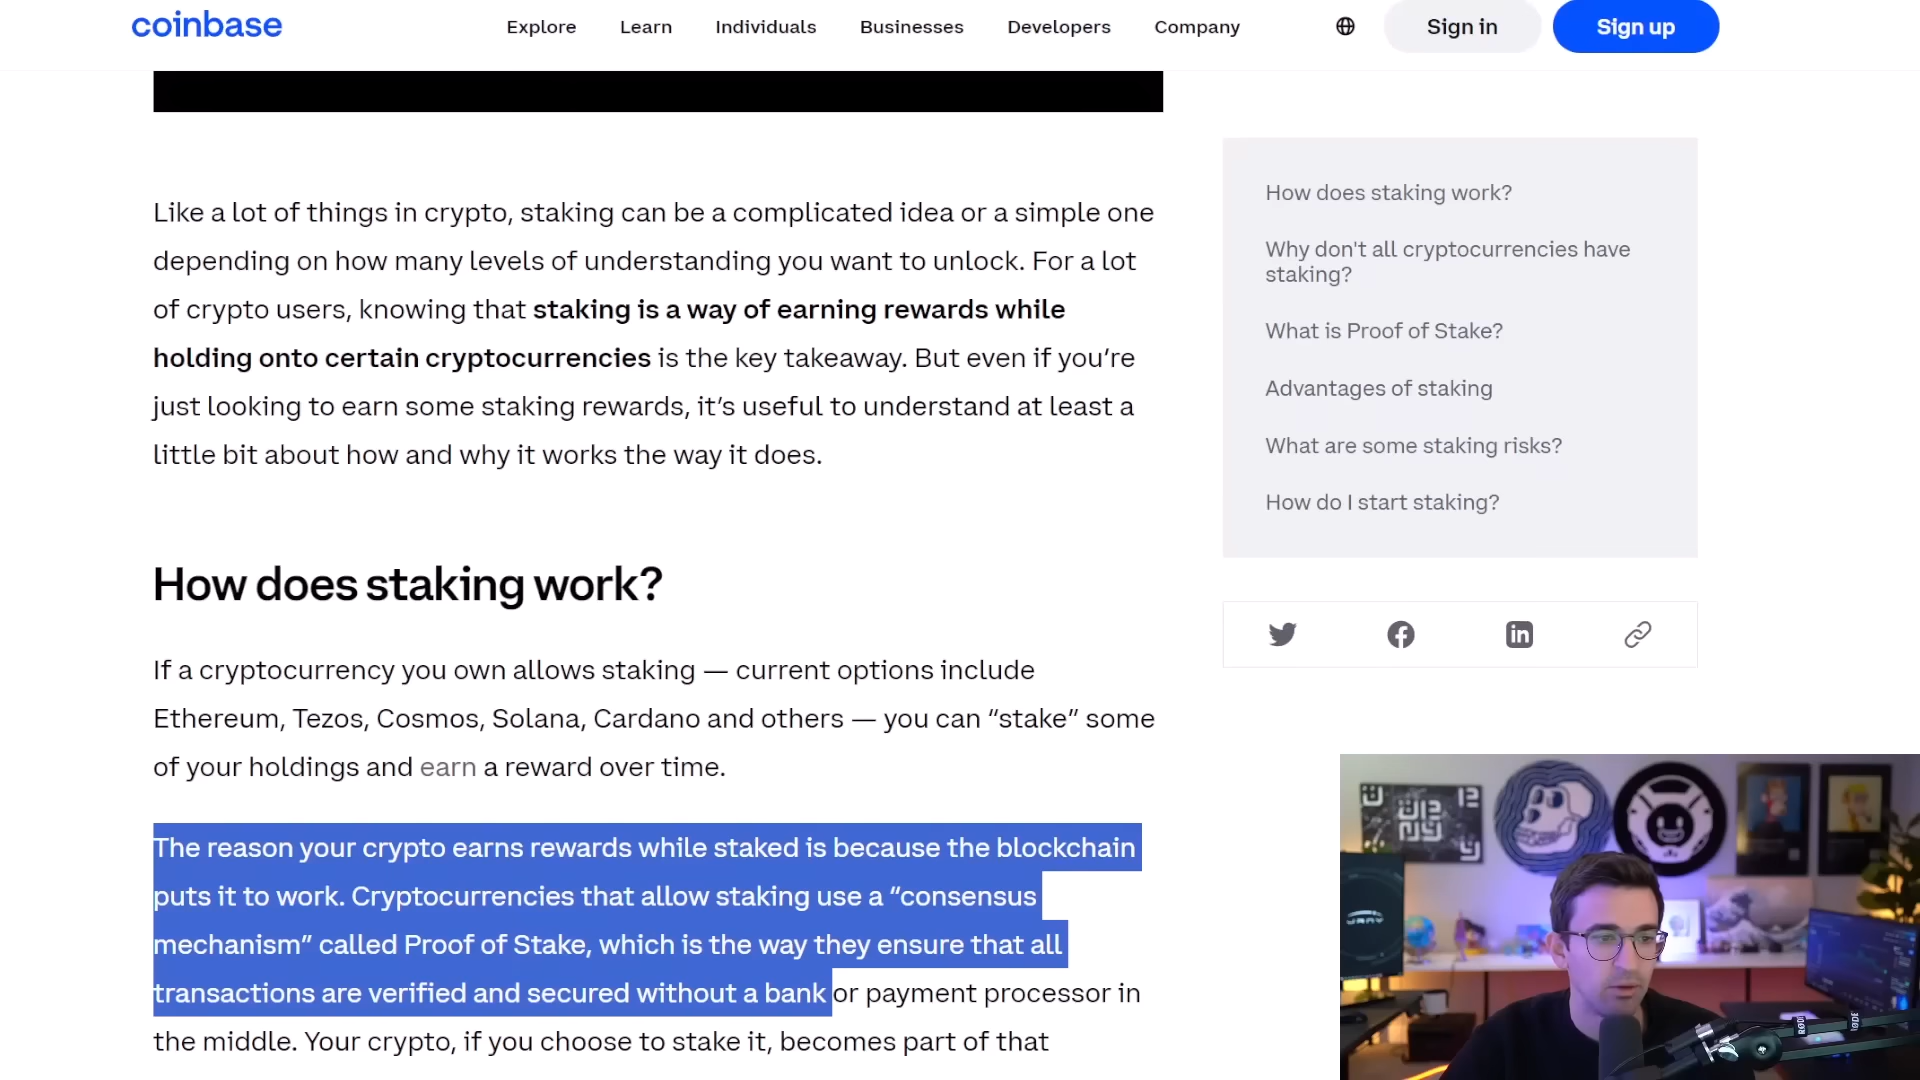 coinbase
Explore
Learn
Individuals
Businesses
Developers
Company
Sign in
Sign up
Like a lot of things in crypto, staking can be a complicated idea or a simple one
depending on how many levels of understanding you want to unlock. For a lot
of crypto users, knowing that staking is a way of earning rewards while
holding onto certain cryptocurrencies is the key takeaway. But even if you’re
just looking to earn some staking rewards, it’s useful to understand at least a
little bit about how and why it works the way it does.
How does staking work?
If a cryptocurrency you own allows staking — current options include
Ethereum, Tezos, Cosmos, Solana, Cardano and others — you can “stake” some
of your holdings and earn a reward over time.
The reason your crypto earns rewards while staked is because the blockchain
puts it to work. Cryptocurrencies that allow staking use a “consensus
mechanism” called Proof of Stake, which is the way they ensure that all
transactions are verified and secured without a bank or payment processor in
the middle. Your crypto, if you choose to stake it, becomes part of that
How does staking work?
Why don't all cryptocurrencies have
staking?
What is Proof of Stake?
Advantages of staking
What are some staking risks?
How do I start staking?
in
RØDE
RØDE